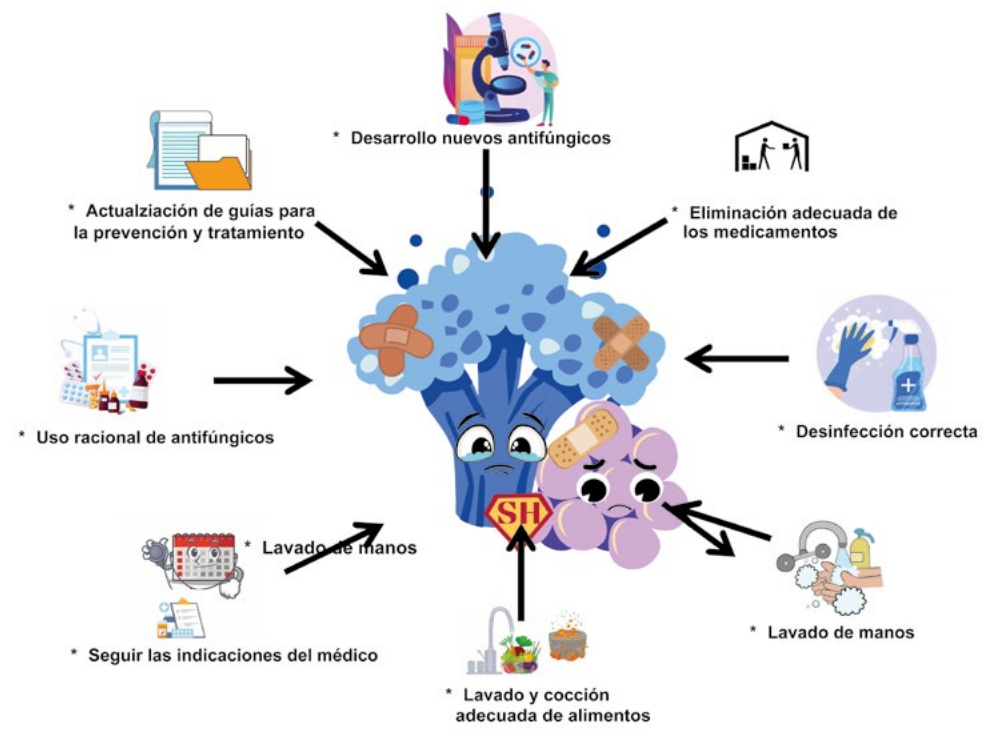 * Desarrollo nuevos antifúngicos
* Actualziación de guías para
la prevención y tratamiento
* Eliminación adecuada de
los medicamentos
* Uso racional de antifúngicos
* Desinfección correcta
SH
* Lavado de manos
* Seguir las indicaciones del médico
* Lavado de manos
* Lavado y cocción
adecuada de alimentos